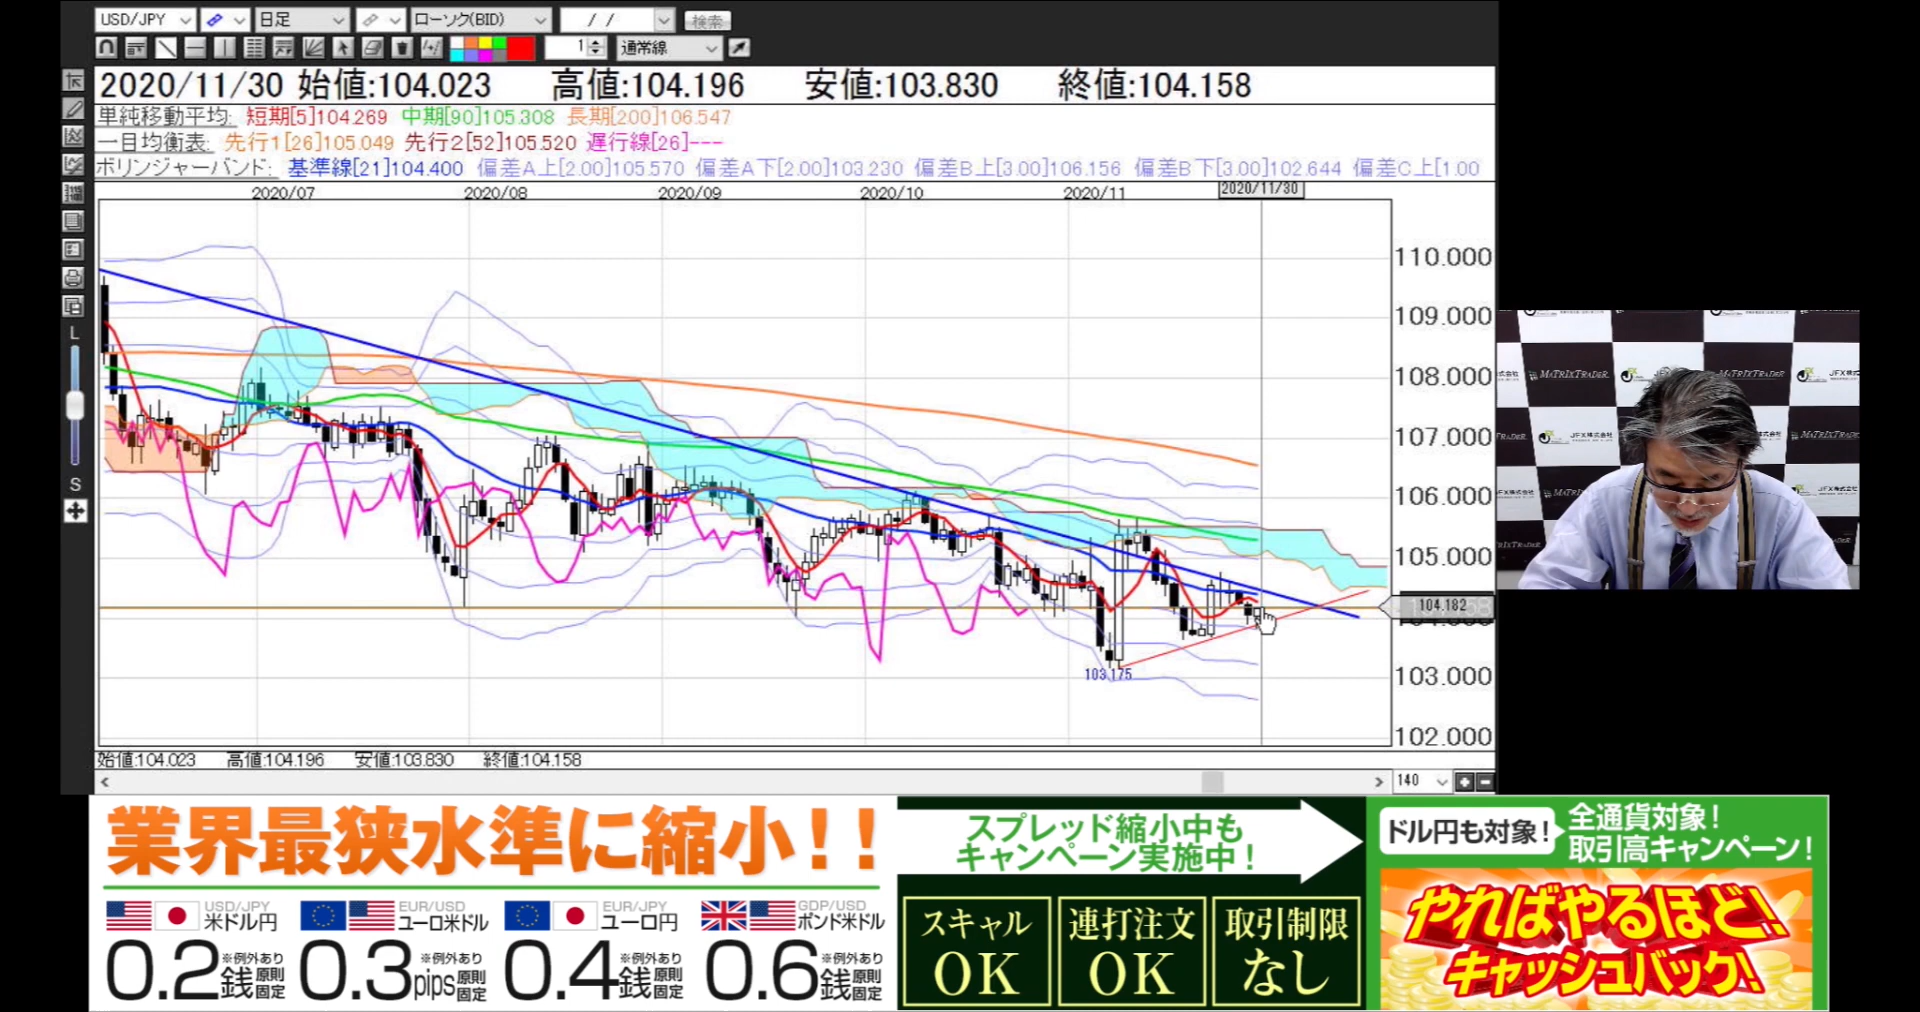 USD/JPY 日足 ローソク(BID) / / 検索
1 通常線
2020/11/30 始値:104.023 高値:104.196 安値:103.830 終値:104.158
単純移動平均: 短期[5]104.269 中期[90]105.308 長期[200]106.547
一目均衡表: 先行1[26]105.049 先行2[52]105.520 遅行線[26]---
ボリンジャーバンド: 基準線[21]104.400 偏差A上[2.00]105.570 偏差A下[2.00]103.230 偏差B上[3.00]106.156 偏差B下[3.00]102.644 偏差C上[1.00
2020/07 2020/08 2020/09 2020/10 2020/11 2020/11/30
110.000
109.000
108.000
107.000
106.000
105.000
104.182
103.000
102.000
103.175
L
S
始値:104.023 高値:104.196 安値:103.830 終値:104.158
140
MATRIXTRADER
JFX株式会社
業界最狭水準に縮小!!
USD/JPY
米ドル円
0.2銭 ※例外あり 原則固定
EUR/USD
ユーロ米ドル
0.3pips ※例外あり 原則固定
EUR/JPY
ユーロ円
0.4銭 ※例外あり 原則固定
GDP/USD
ポンド米ドル
0.6銭 ※例外あり 原則固定
スプレッド縮小中も
キャンペーン実施中!
スキャル
OK
連打注文
OK
取引制限
なし
ドル円も対象!
全通貨対象!
取引高キャンペーン!
やればやるほど!
キャッシュバック!